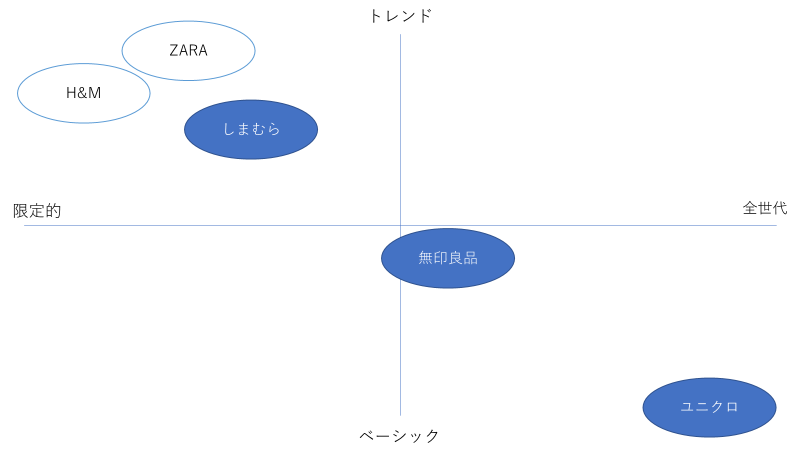 トレンド
ZARA
H&M
しまむら
限定的
全世代
無印良品
ユニクロ
ベーシック